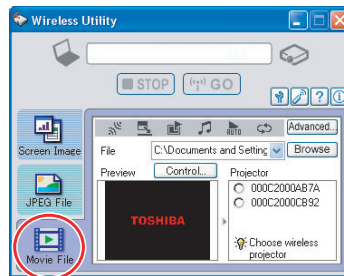 Wireless Utility
STOP
GO
Screen Image
JPEG File
Movie File
AUTO
Advanced...
File
C:\Documents and Setting
Browse
Preview
Control...
TOSHIBA
Projector
000C2000AB7A
000C2000CB92
Choose wireless
projector